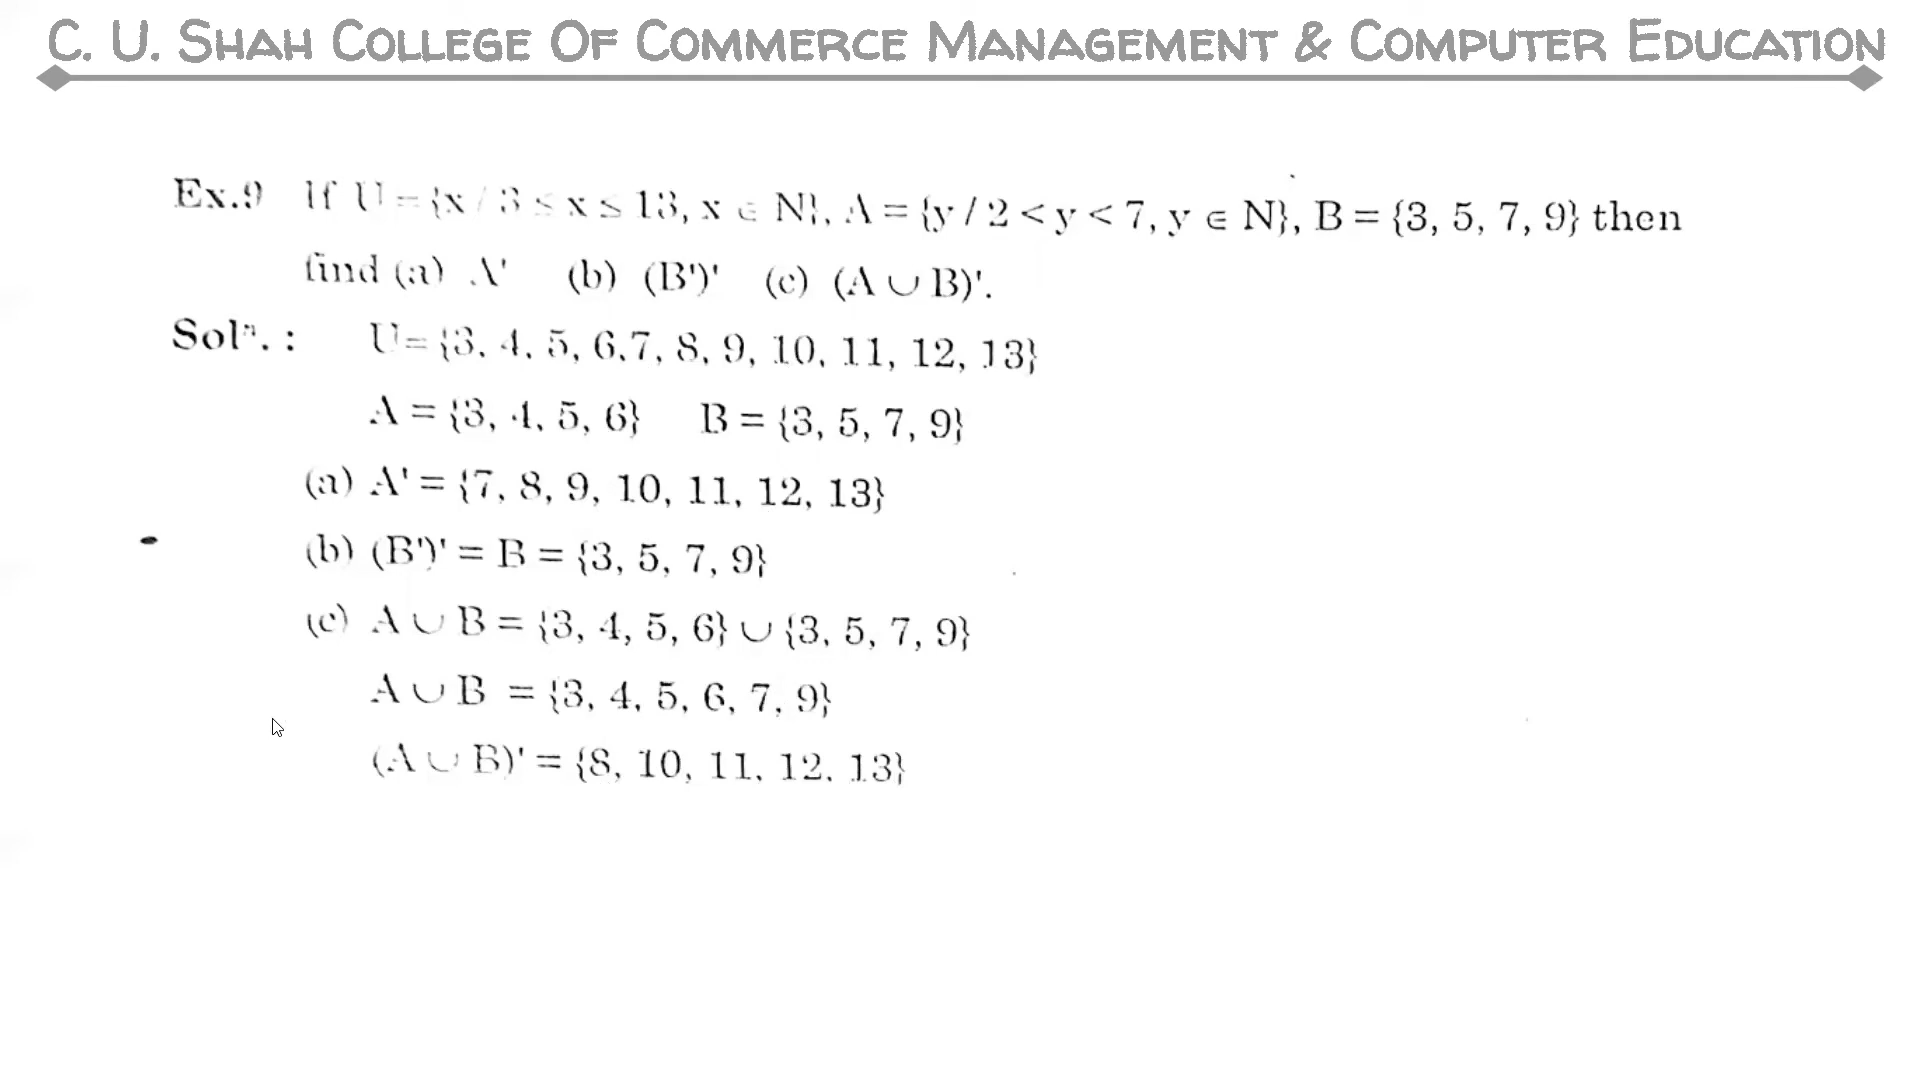 C. U. SHAH COLLEGE OF COMMERCE MANAGEMENT & COMPUTER EDUCATION
Ex.9 If U = {x / 3 ≤ x ≤ 13, x ∈ N}, A = {y / 2 < y < 7, y ∈ N}, B = {3, 5, 7, 9} then
find (a) A' (b) (B')' (c) (A ∪ B)'.
Solⁿ. : U= {3, 4, 5, 6.7, 8, 9, 10, 11, 12, 13}
A = {3, 4, 5, 6} B = {3, 5, 7, 9}
(a) A' = {7, 8, 9, 10, 11, 12, 13}
(b) (B')' = B = {3, 5, 7, 9}
(c) A ∪ B = {3, 4, 5, 6} ∪ {3, 5, 7, 9}
A ∪ B = {3, 4, 5, 6, 7, 9}
(A ∪ B)' = {8, 10, 11, 12, 13}